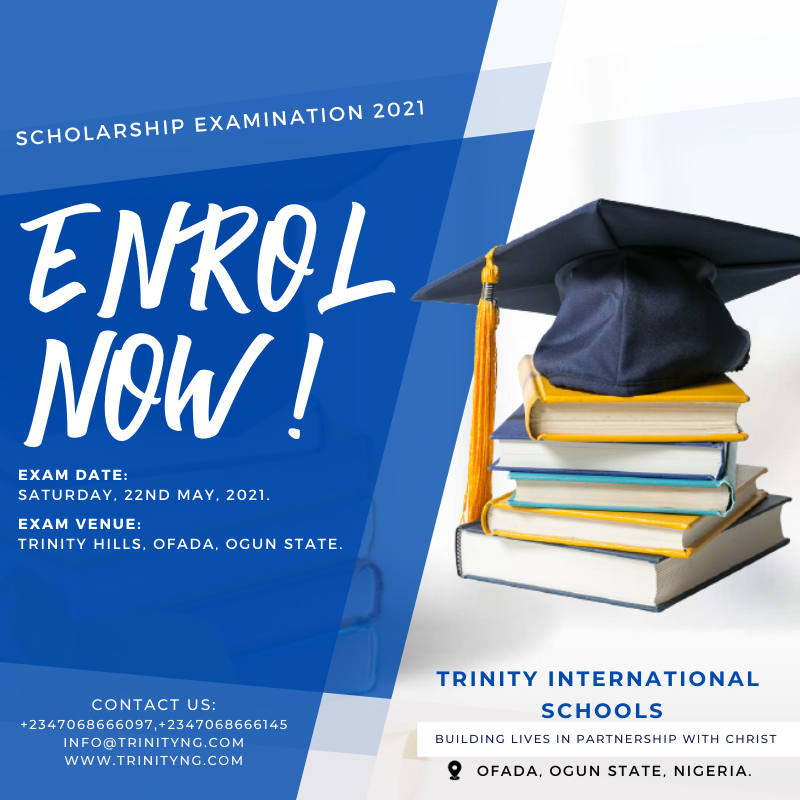 SCHOLARSHIP EXAMINATION 2021
ENROL
NOW !
EXAM DATE:
SATURDAY, 22ND MAY, 2021.
EXAM VENUE:
TRINITY HILLS, OFADA, OGUN STATE.
CONTACT US:
+2347068666097,+2347068666145
INFO@TRINITYNG.COM
WWW.TRINITYNG.COM
TRINITY INTERNATIONAL
SCHOOLS
BUILDING LIVES IN PARTNERSHIP WITH CHRIST
OFADA, OGUN STATE, NIGERIA.